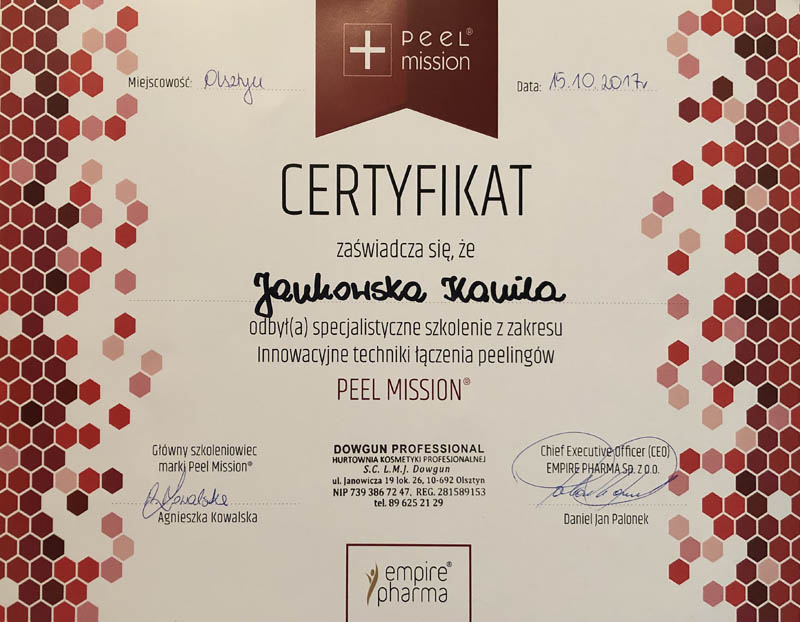 PEEL®
mission
Miejscowość: Olsztyn
Data: 15.10.2017r
CERTYFIKAT
zaświadcza się, że
Jankowska Kamila
odbył(a) specjalistyczne szkolenie z zakresu
Innowacyjne techniki łączenia peelingów
PEEL MISSION®
Główny szkoleniowiec
marki Peel Mission®
A. Kowalska
Agnieszka Kowalska
DOWGUN PROFESSIONAL
HURTOWNIA KOSMETYKI PROFESJONALNEJ
S.C. L.M.J. Dowgun
ul. Janowicza 19 lok. 26, 10-692 Olsztyn
NIP 739 386 72 47, REG. 281589153
tel. 89 625 21 29
Chief Executive Officer (CEO)
EMPIRE PHARMA Sp. z o.o.
Daniel Jan Palonek
empire®
pharma